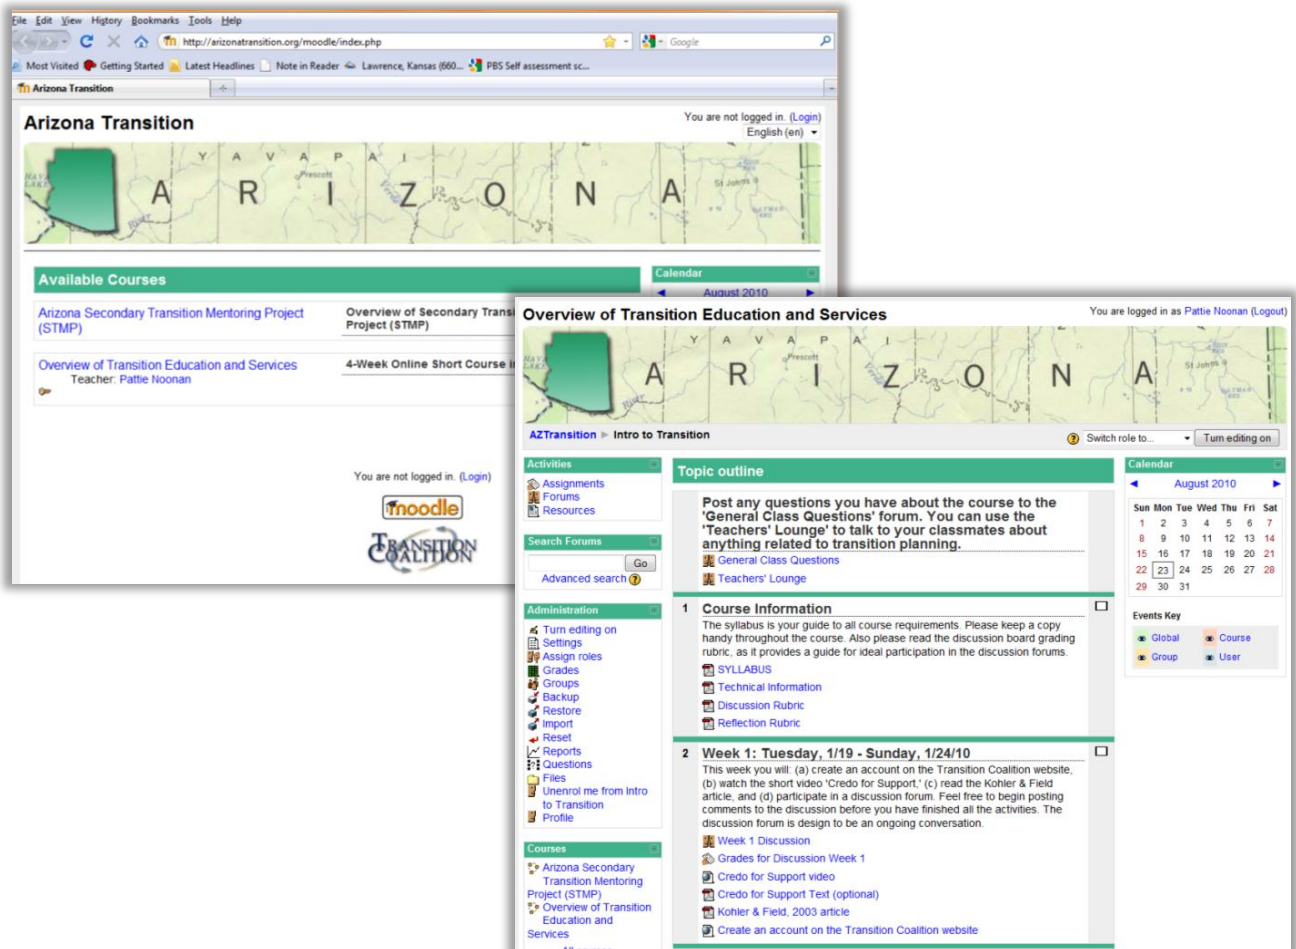 File Edit View History Bookmarks Tools Help
http://arizonatransition.org/moodle/index.php
Google
Most Visited Getting Started Latest Headlines Note in Reader Lawrence, Kansas (660... PBS Self assessment sc...
Arizona Transition
Arizona Transition
You are not logged in. (Login)
English (en)
Y A V A P A I
Prescott
ARIZONA
Verde
River
St Johns
Available Courses
Arizona Secondary Transition Mentoring Project
(STMP)
Overview of Secondary Transi
Project (STMP)
Overview of Transition Education and Services
Teacher: Pattie Noonan
4-Week Online Short Course i
Calendar
August 2010
You are not logged in. (Login)
moodle
TRANSITION
COALITION
Overview of Transition Education and Services
You are logged in as Pattie Noonan (Logout)
Y A V A P A I
Prescott
ARIZONA
Verde
River
St Johns
AZTransition ► Intro to Transition
Switch role to...
Turn editing on
Activities
Assignments
Forums
Resources
Search Forums
Go
Advanced search
Administration
Turn editing on
Settings
Assign roles
Grades
Groups
Backup
Restore
Import
Reset
Reports
Questions
Files
Unenrol me from Intro
to Transition
Profile
Courses
Arizona Secondary
Transition Mentoring
Project (STMP)
Overview of Transition
Education and
Services
Topic outline
Post any questions you have about the course to the
'General Class Questions' forum. You can use the
'Teachers' Lounge' to talk to your classmates about
anything related to transition planning.
General Class Questions
Teachers' Lounge
1 Course Information
The syllabus is your guide to all course requirements. Please keep a copy
handy throughout the course. Also please read the discussion board grading
rubric, as it provides a guide for ideal participation in the discussion forums.
SYLLABUS
Technical Information
Discussion Rubric
Reflection Rubric
2 Week 1: Tuesday, 1/19 - Sunday, 1/24/10
This week you will: (a) create an account on the Transition Coalition website,
(b) watch the short video 'Credo for Support,' (c) read the Kohler & Field
article, and (d) participate in a discussion forum. Feel free to begin posting
comments to the discussion before you have finished all the activities. The
discussion forum is design to be an ongoing conversation.
Week 1 Discussion
Grades for Discussion Week 1
Credo for Support video
Credo for Support Text (optional)
Kohler & Field, 2003 article
Create an account on the Transition Coalition website
Calendar
August 2010
Sun Mon Tue Wed Thu Fri Sat
1 2 3 4 5 6 7
8 9 10 11 12 13 14
15 16 17 18 19 20 21
22 23 24 25 26 27 28
29 30 31
Events Key
Global Course
Group User